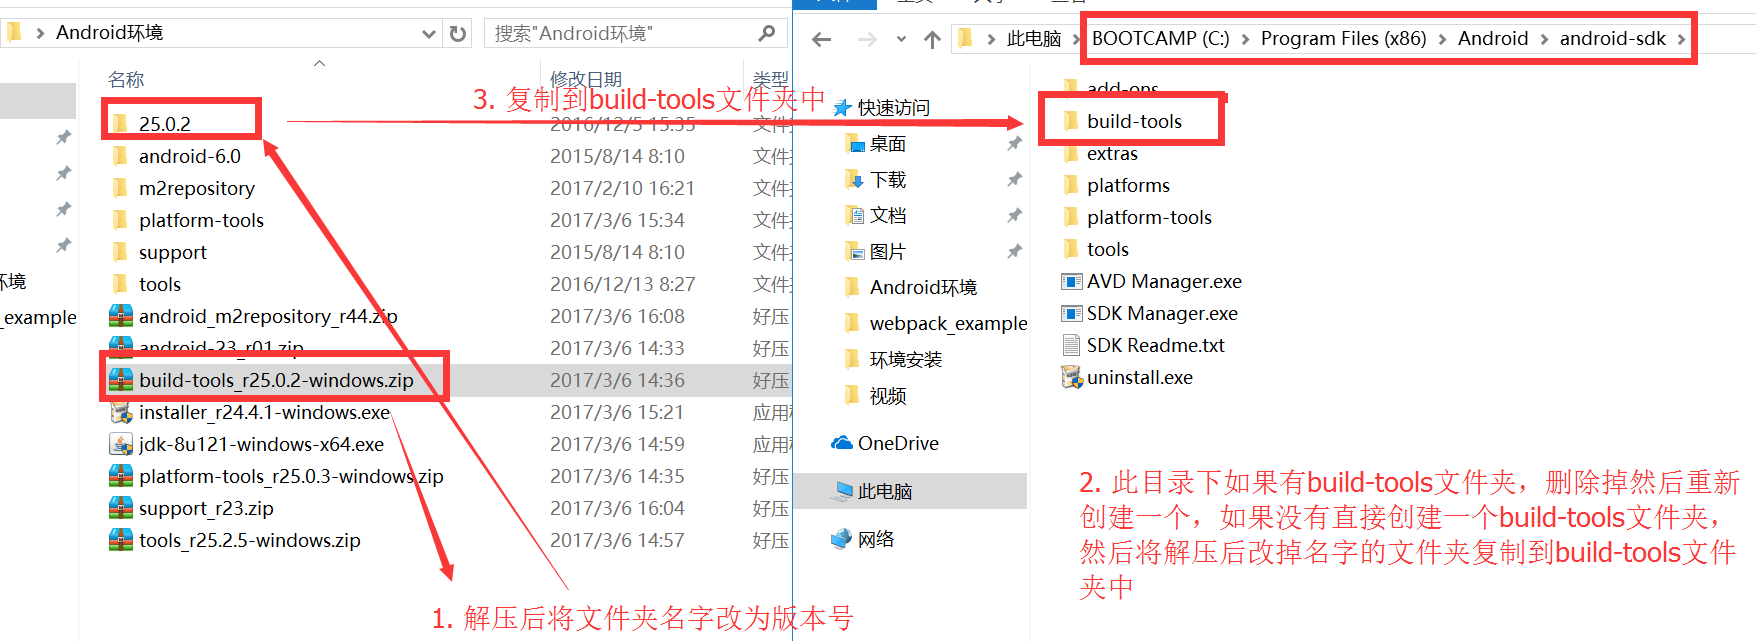 Android环境
搜索"Android环境"
名称 修改日期 类型
25.0.2 2016/12/5 15:35
android-6.0 2015/8/14 8:10 文件
m2repository 2017/2/10 16:21 文件
platform-tools 2017/3/6 15:34 文件
support 2015/8/14 8:10 文件
tools 2016/12/13 8:27 文件
android_m2repository_r44.zip 2017/3/6 16:08 好压
android-23_r01.zip 2017/3/6 14:33 好压
build-tools_r25.0.2-windows.zip 2017/3/6 14:36 好压
installer_r24.4.1-windows.exe 2017/3/6 15:21 应用
jdk-8u121-windows-x64.exe 2017/3/6 14:59 应用
platform-tools_r25.0.3-windows.zip 2017/3/6 14:35 好压
support_r23.zip 2017/3/6 16:04 好压
tools_r25.2.5-windows.zip 2017/3/6 14:57 好压
环境
_example
3. 复制到build-tools文件夹中
1. 解压后将文件夹名字改为版本号
此电脑 BOOTCAMP (C:) Program Files (x86) Android android-sdk
快速访问
桌面
下载
文档
图片
Android环境
webpack_example
环境安装
视频
OneDrive
此电脑
网络
add-ons
build-tools
extras
platforms
platform-tools
tools
AVD Manager.exe
SDK Manager.exe
SDK Readme.txt
uninstall.exe
2. 此目录下如果有build-tools文件夹，删除掉然后重新
创建一个，如果没有直接创建一个build-tools文件夹，
然后将解压后改掉名字的文件夹复制到build-tools文件
夹中